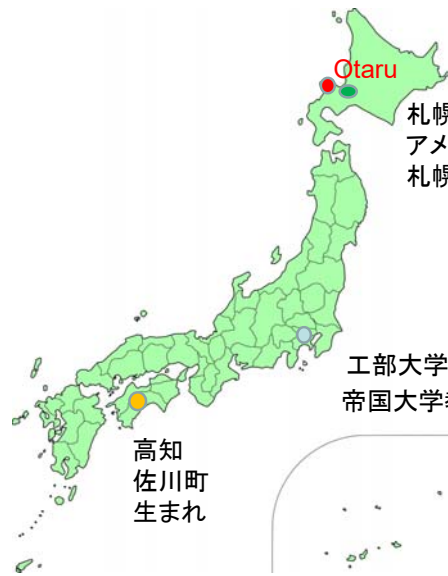 Otaru
札幌
アメ
札幌
工部大学
帝国大学
高知
佐川町
生まれ